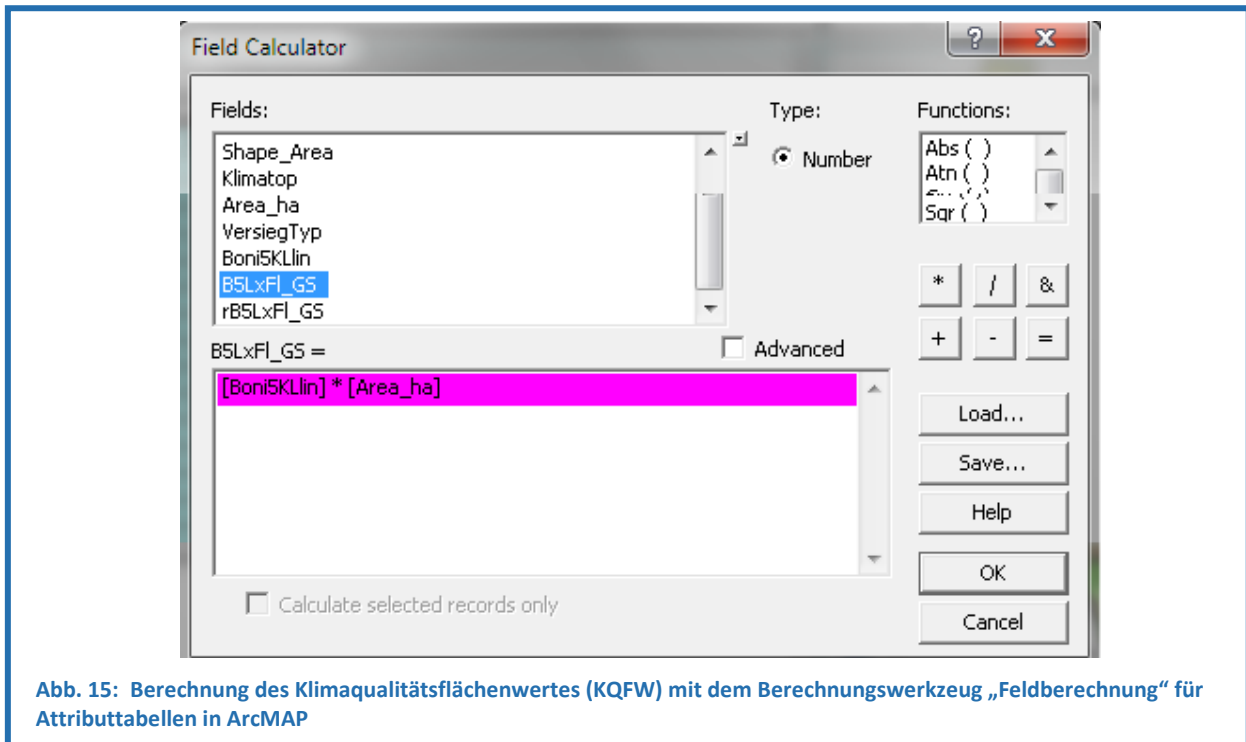 Field Calculator
Fields:
Type:
Functions:
Shape_Area
Klimatop
Area_ha
VersiegTyp
Boni5KLlin
B5LxFl_GS
rB5LxFl_GS
Number
Abs ( )
Atn ( )
Sqr ( )
* / &
+ - =
B5LxFl_GS =
Advanced
[Boni5KLlin] * [Area_ha]
Load...
Save...
Help
OK
Cancel
Calculate selected records only
Abb. 15: Berechnung des Klimaqualitätsflächenwertes (KQFW) mit dem Berechnungswerkzeug „Feldberechnung“ für
Attributtabellen in ArcMAP